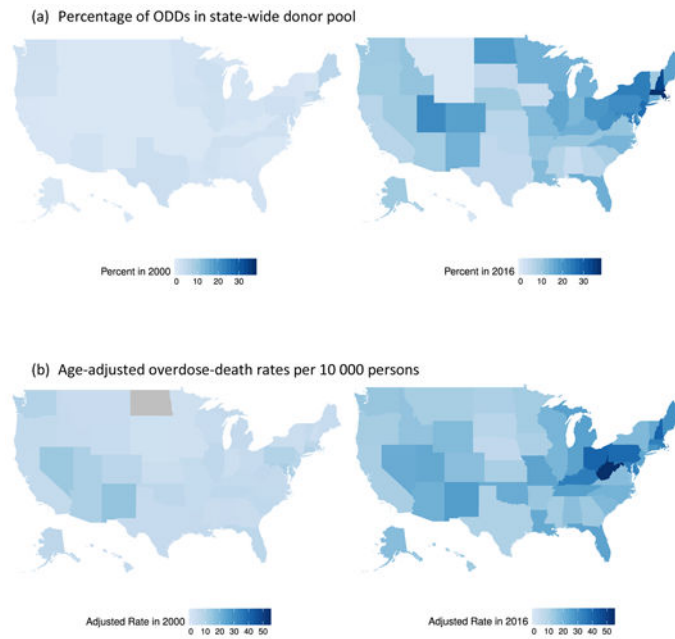 (a) Percentage of ODDs in state-wide donor pool
Percent in 2000
0 10 20 30
Percent in 2016
0 10 20 30
(b) Age-adjusted overdose-death rates per 10 000 persons
Adjusted Rate in 2000
0 10 20 30 40 50
Adjusted Rate in 2016
0 10 20 30 40 50